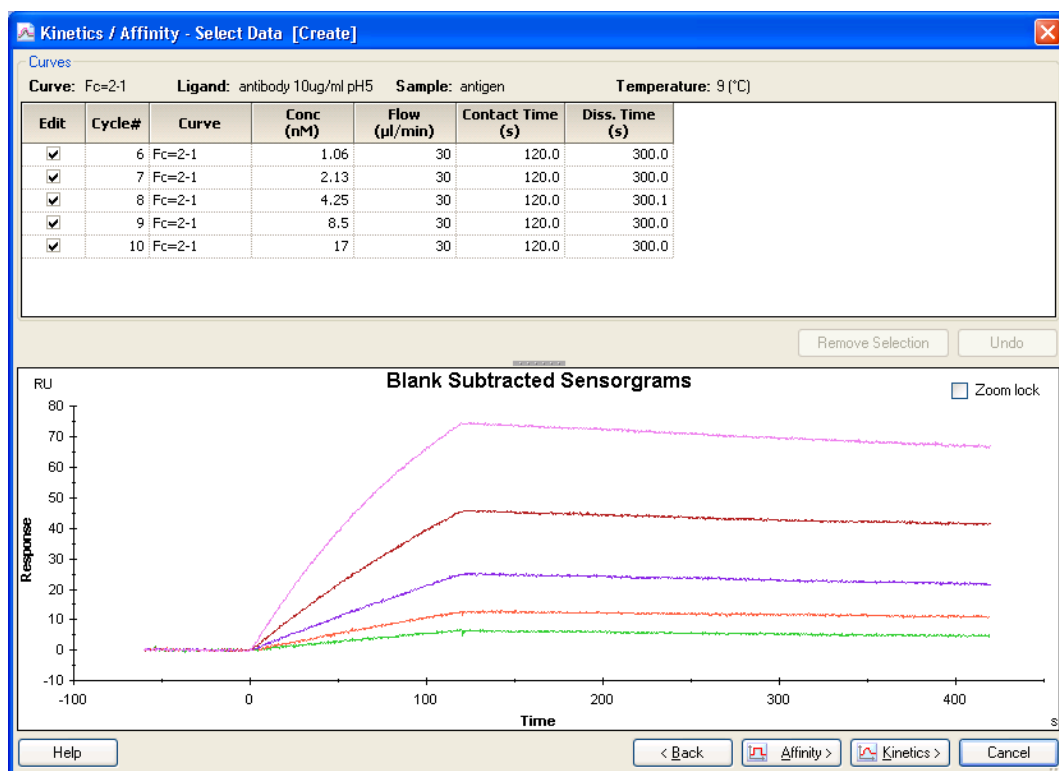 Kinetics / Affinity - Select Data [Create]
Curves
Curve: Fc=2-1 Ligand: antibody 10ug/ml pH5 Sample: antigen Temperature: 9 (°C)
Edit Cycle# Curve Conc (nM) Flow (µl/min) Contact Time (s) Diss. Time (s)
6 Fc=2-1 1.06 30 120.0 300.0
7 Fc=2-1 2.13 30 120.0 300.0
8 Fc=2-1 4.25 30 120.0 300.1
9 Fc=2-1 8.5 30 120.0 300.0
10 Fc=2-1 17 30 120.0 300.0
Remove Selection Undo
RU Blank Subtracted Sensorgrams Zoom lock
80
70
60
50
40
30
20
10
0
-10
Response
-100 0 100 200 300 400
Time s
Help < Back Affinity > Kinetics > Cancel